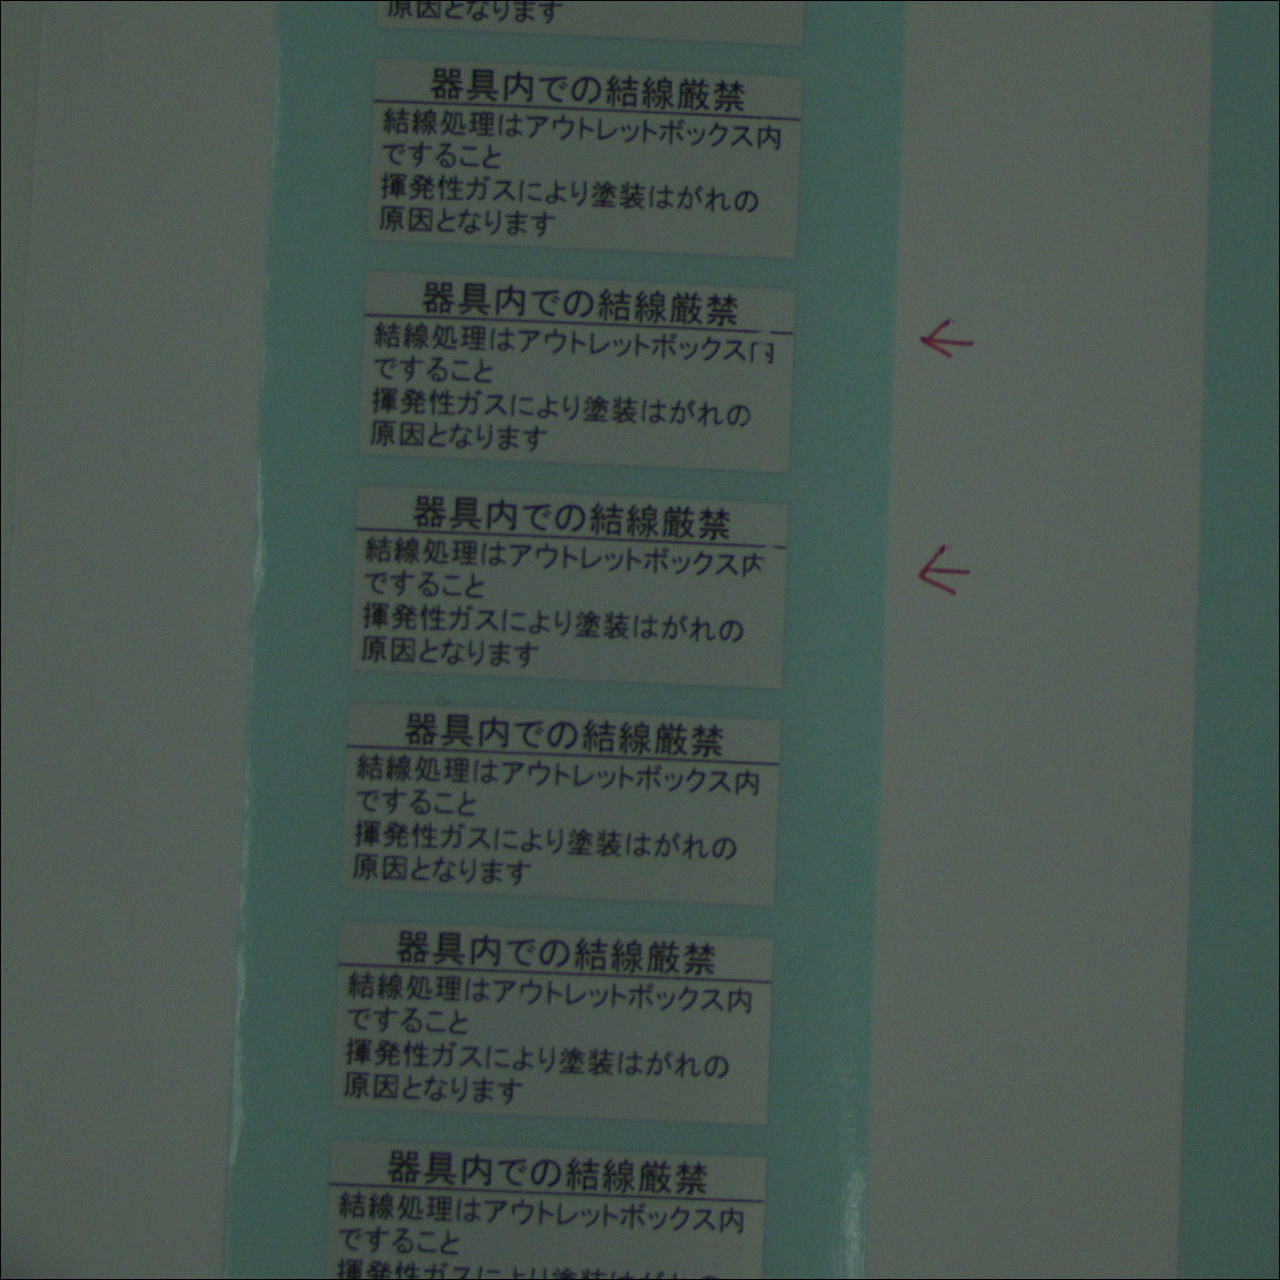 原因となります
器具内での結線厳禁
結線処理はアウトレットボックス内
ですること
揮発性ガスにより塗装はがれの
原因となります
器具内での結線厳禁
結線処理はアウトレットボックス内
ですること
揮発性ガスにより塗装はがれの
原因となります
器具内での結線厳禁
結線処理はアウトレットボックス内
ですること
揮発性ガスにより塗装はがれの
原因となります
器具内での結線厳禁
結線処理はアウトレットボックス内
ですること
揮発性ガスにより塗装はがれの
原因となります
器具内での結線厳禁
結線処理はアウトレットボックス内
ですること
揮発性ガスにより塗装はがれの
原因となります
器具内での結線厳禁
結線処理はアウトレットボックス内
ですること
揮発性ガスにより塗装はがれの